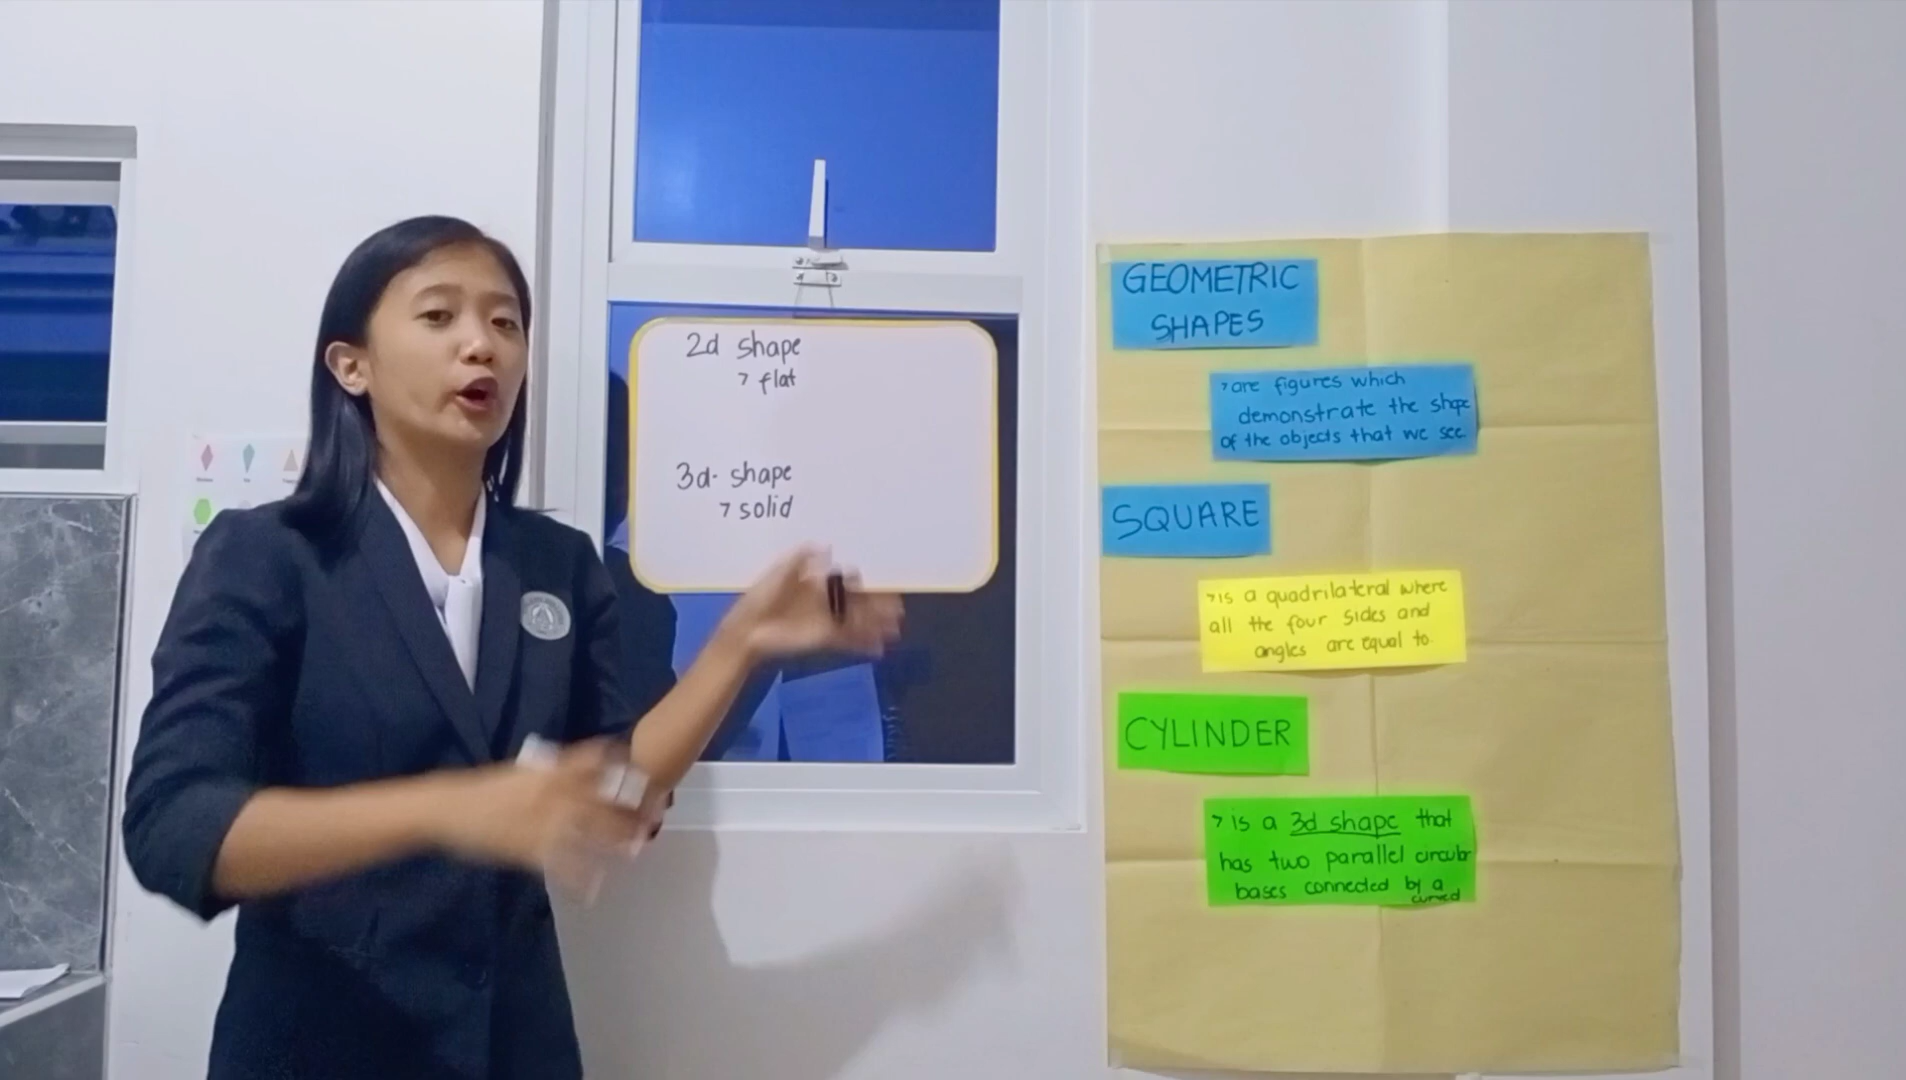 2d shape
> flat
3d- shape
> solid
GEOMETRIC
SHAPES
> are figures which
demonstrate the shape
of the objects that we see.
SQUARE
> is a quadrilateral where
all the four sides and
angles are equal to.
CYLINDER
> is a 3d shape that
has two parallel circular
bases connected by a
curved